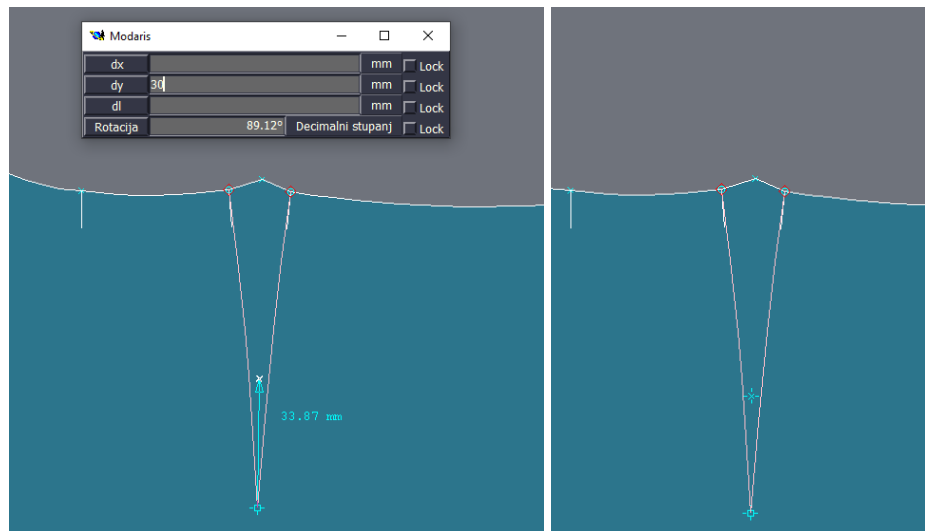 Modaris
dx mm Lock
dy 30 mm Lock
dl mm Lock
Rotacija 89.12° Decimalni stupanj Lock
33.87 mm